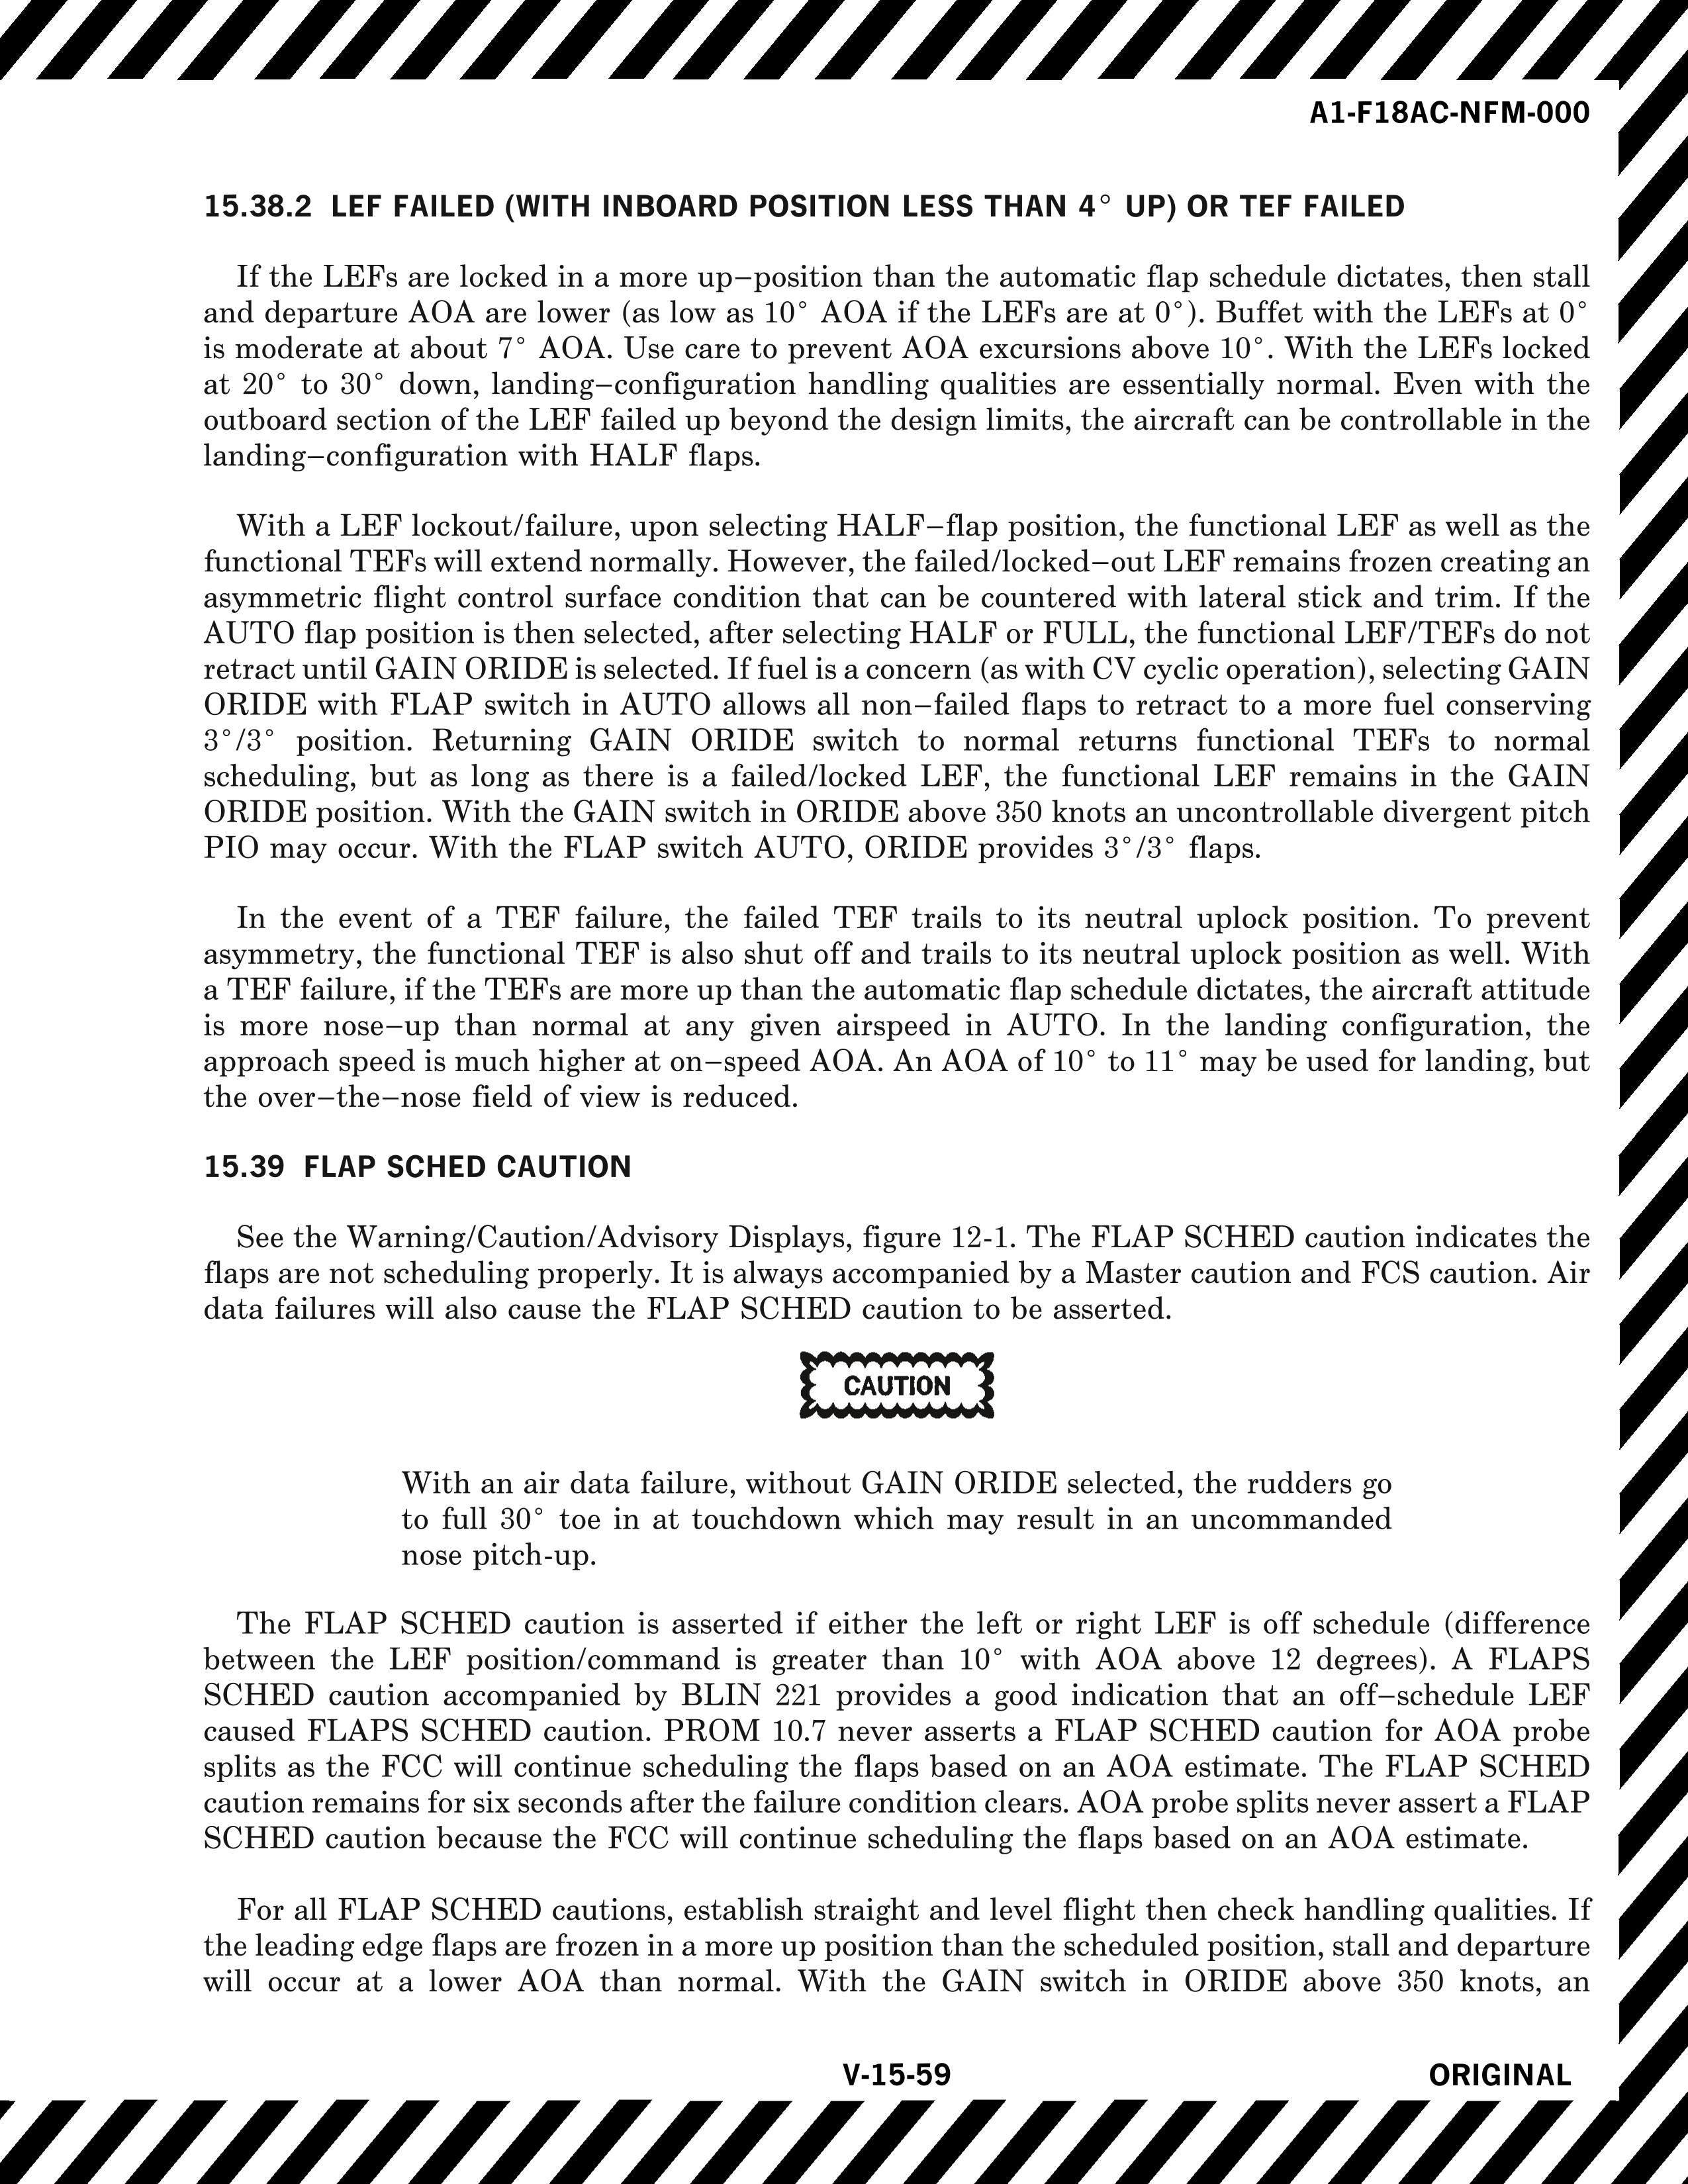 A1-F18AC-NFM-000
15.38.2 LEF FAILED (WITH INBOARD POSITION LESS THAN 4° UP) OR TEF FAILED
If the LEFs are locked in a more up–position than the automatic flap schedule dictates, then stall
and departure AOA are lower (as low as 10° AOA if the LEFs are at 0°). Buffet with the LEFs at 0°
is moderate at about 7° AOA. Use care to prevent AOA excursions above 10°. With the LEFs locked
at 20° to 30° down, landing–configuration handling qualities are essentially normal. Even with the
outboard section of the LEF failed up beyond the design limits, the aircraft can be controllable in the
landing–configuration with HALF flaps.
With a LEF lockout/failure, upon selecting HALF–flap position, the functional LEF as well as the
functional TEFs will extend normally. However, the failed/locked–out LEF remains frozen creating an
asymmetric flight control surface condition that can be countered with lateral stick and trim. If the
AUTO flap position is then selected, after selecting HALF or FULL, the functional LEF/TEFs do not
retract until GAIN ORIDE is selected. If fuel is a concern (as with CV cyclic operation), selecting GAIN
ORIDE with FLAP switch in AUTO allows all non–failed flaps to retract to a more fuel conserving
3°/3° position. Returning GAIN ORIDE switch to normal returns functional TEFs to normal
scheduling, but as long as there is a failed/locked LEF, the functional LEF remains in the GAIN
ORIDE position. With the GAIN switch in ORIDE above 350 knots an uncontrollable divergent pitch
PIO may occur. With the FLAP switch AUTO, ORIDE provides 3°/3° flaps.
In the event of a TEF failure, the failed TEF trails to its neutral uplock position. To prevent
asymmetry, the functional TEF is also shut off and trails to its neutral uplock position as well. With
a TEF failure, if the TEFs are more up than the automatic flap schedule dictates, the aircraft attitude
is more nose–up than normal at any given airspeed in AUTO. In the landing configuration, the
approach speed is much higher at on–speed AOA. An AOA of 10° to 11° may be used for landing, but
the over–the–nose field of view is reduced.
15.39 FLAP SCHED CAUTION
See the Warning/Caution/Advisory Displays, figure 12-1. The FLAP SCHED caution indicates the
flaps are not scheduling properly. It is always accompanied by a Master caution and FCS caution. Air
data failures will also cause the FLAP SCHED caution to be asserted.
CAUTION
With an air data failure, without GAIN ORIDE selected, the rudders go
to full 30° toe in at touchdown which may result in an uncommanded
nose pitch-up.
The FLAP SCHED caution is asserted if either the left or right LEF is off schedule (difference
between the LEF position/command is greater than 10° with AOA above 12 degrees). A FLAPS
SCHED caution accompanied by BLIN 221 provides a good indication that an off–schedule LEF
caused FLAPS SCHED caution. PROM 10.7 never asserts a FLAP SCHED caution for AOA probe
splits as the FCC will continue scheduling the flaps based on an AOA estimate. The FLAP SCHED
caution remains for six seconds after the failure condition clears. AOA probe splits never assert a FLAP
SCHED caution because the FCC will continue scheduling the flaps based on an AOA estimate.
For all FLAP SCHED cautions, establish straight and level flight then check handling qualities. If
the leading edge flaps are frozen in a more up position than the scheduled position, stall and departure
will occur at a lower AOA than normal. With the GAIN switch in ORIDE above 350 knots, an
V-15-59
ORIGINAL